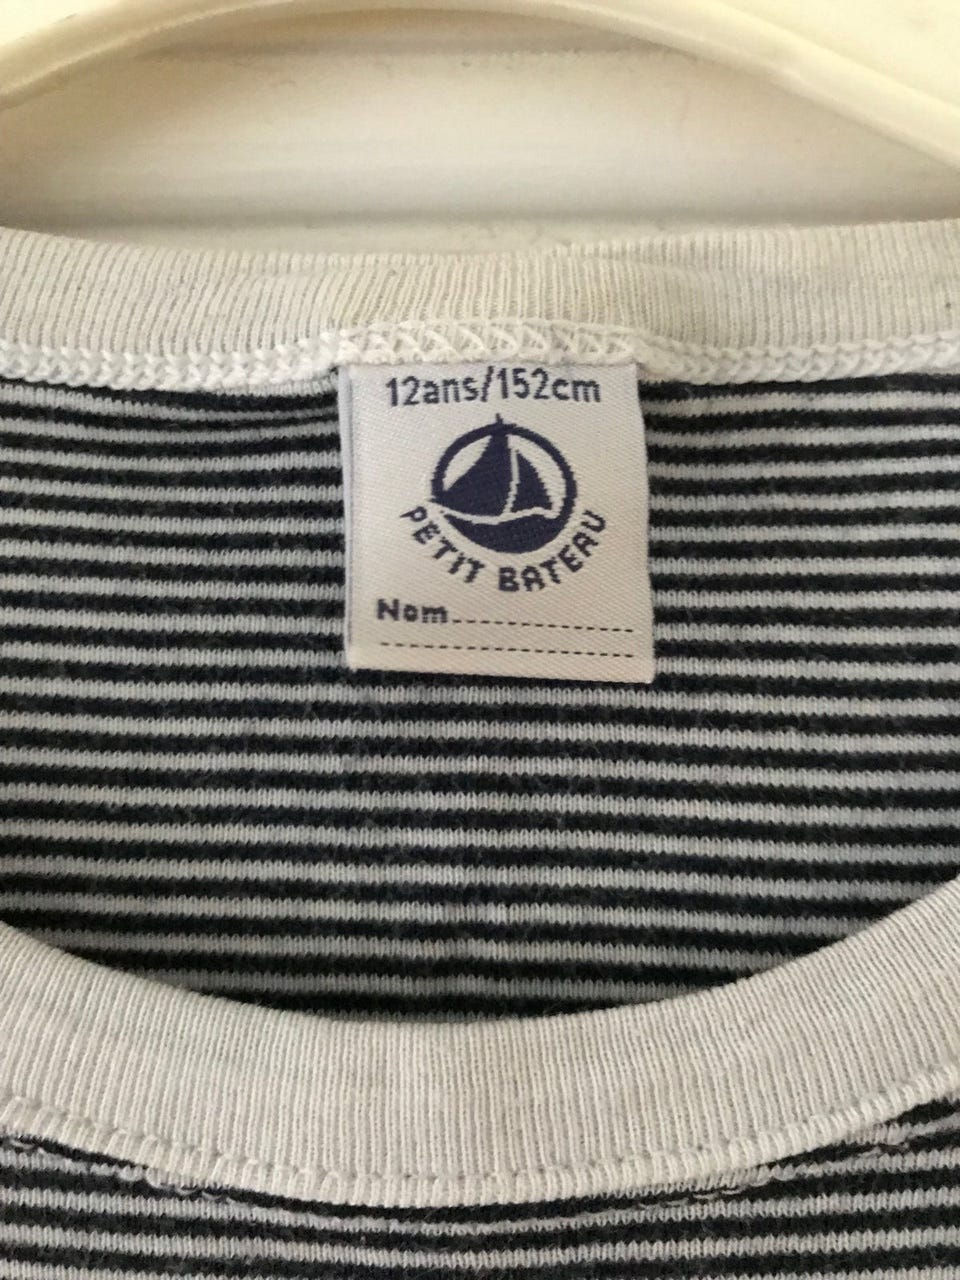 12ans/152cm
PETIT BATEAU
Nom